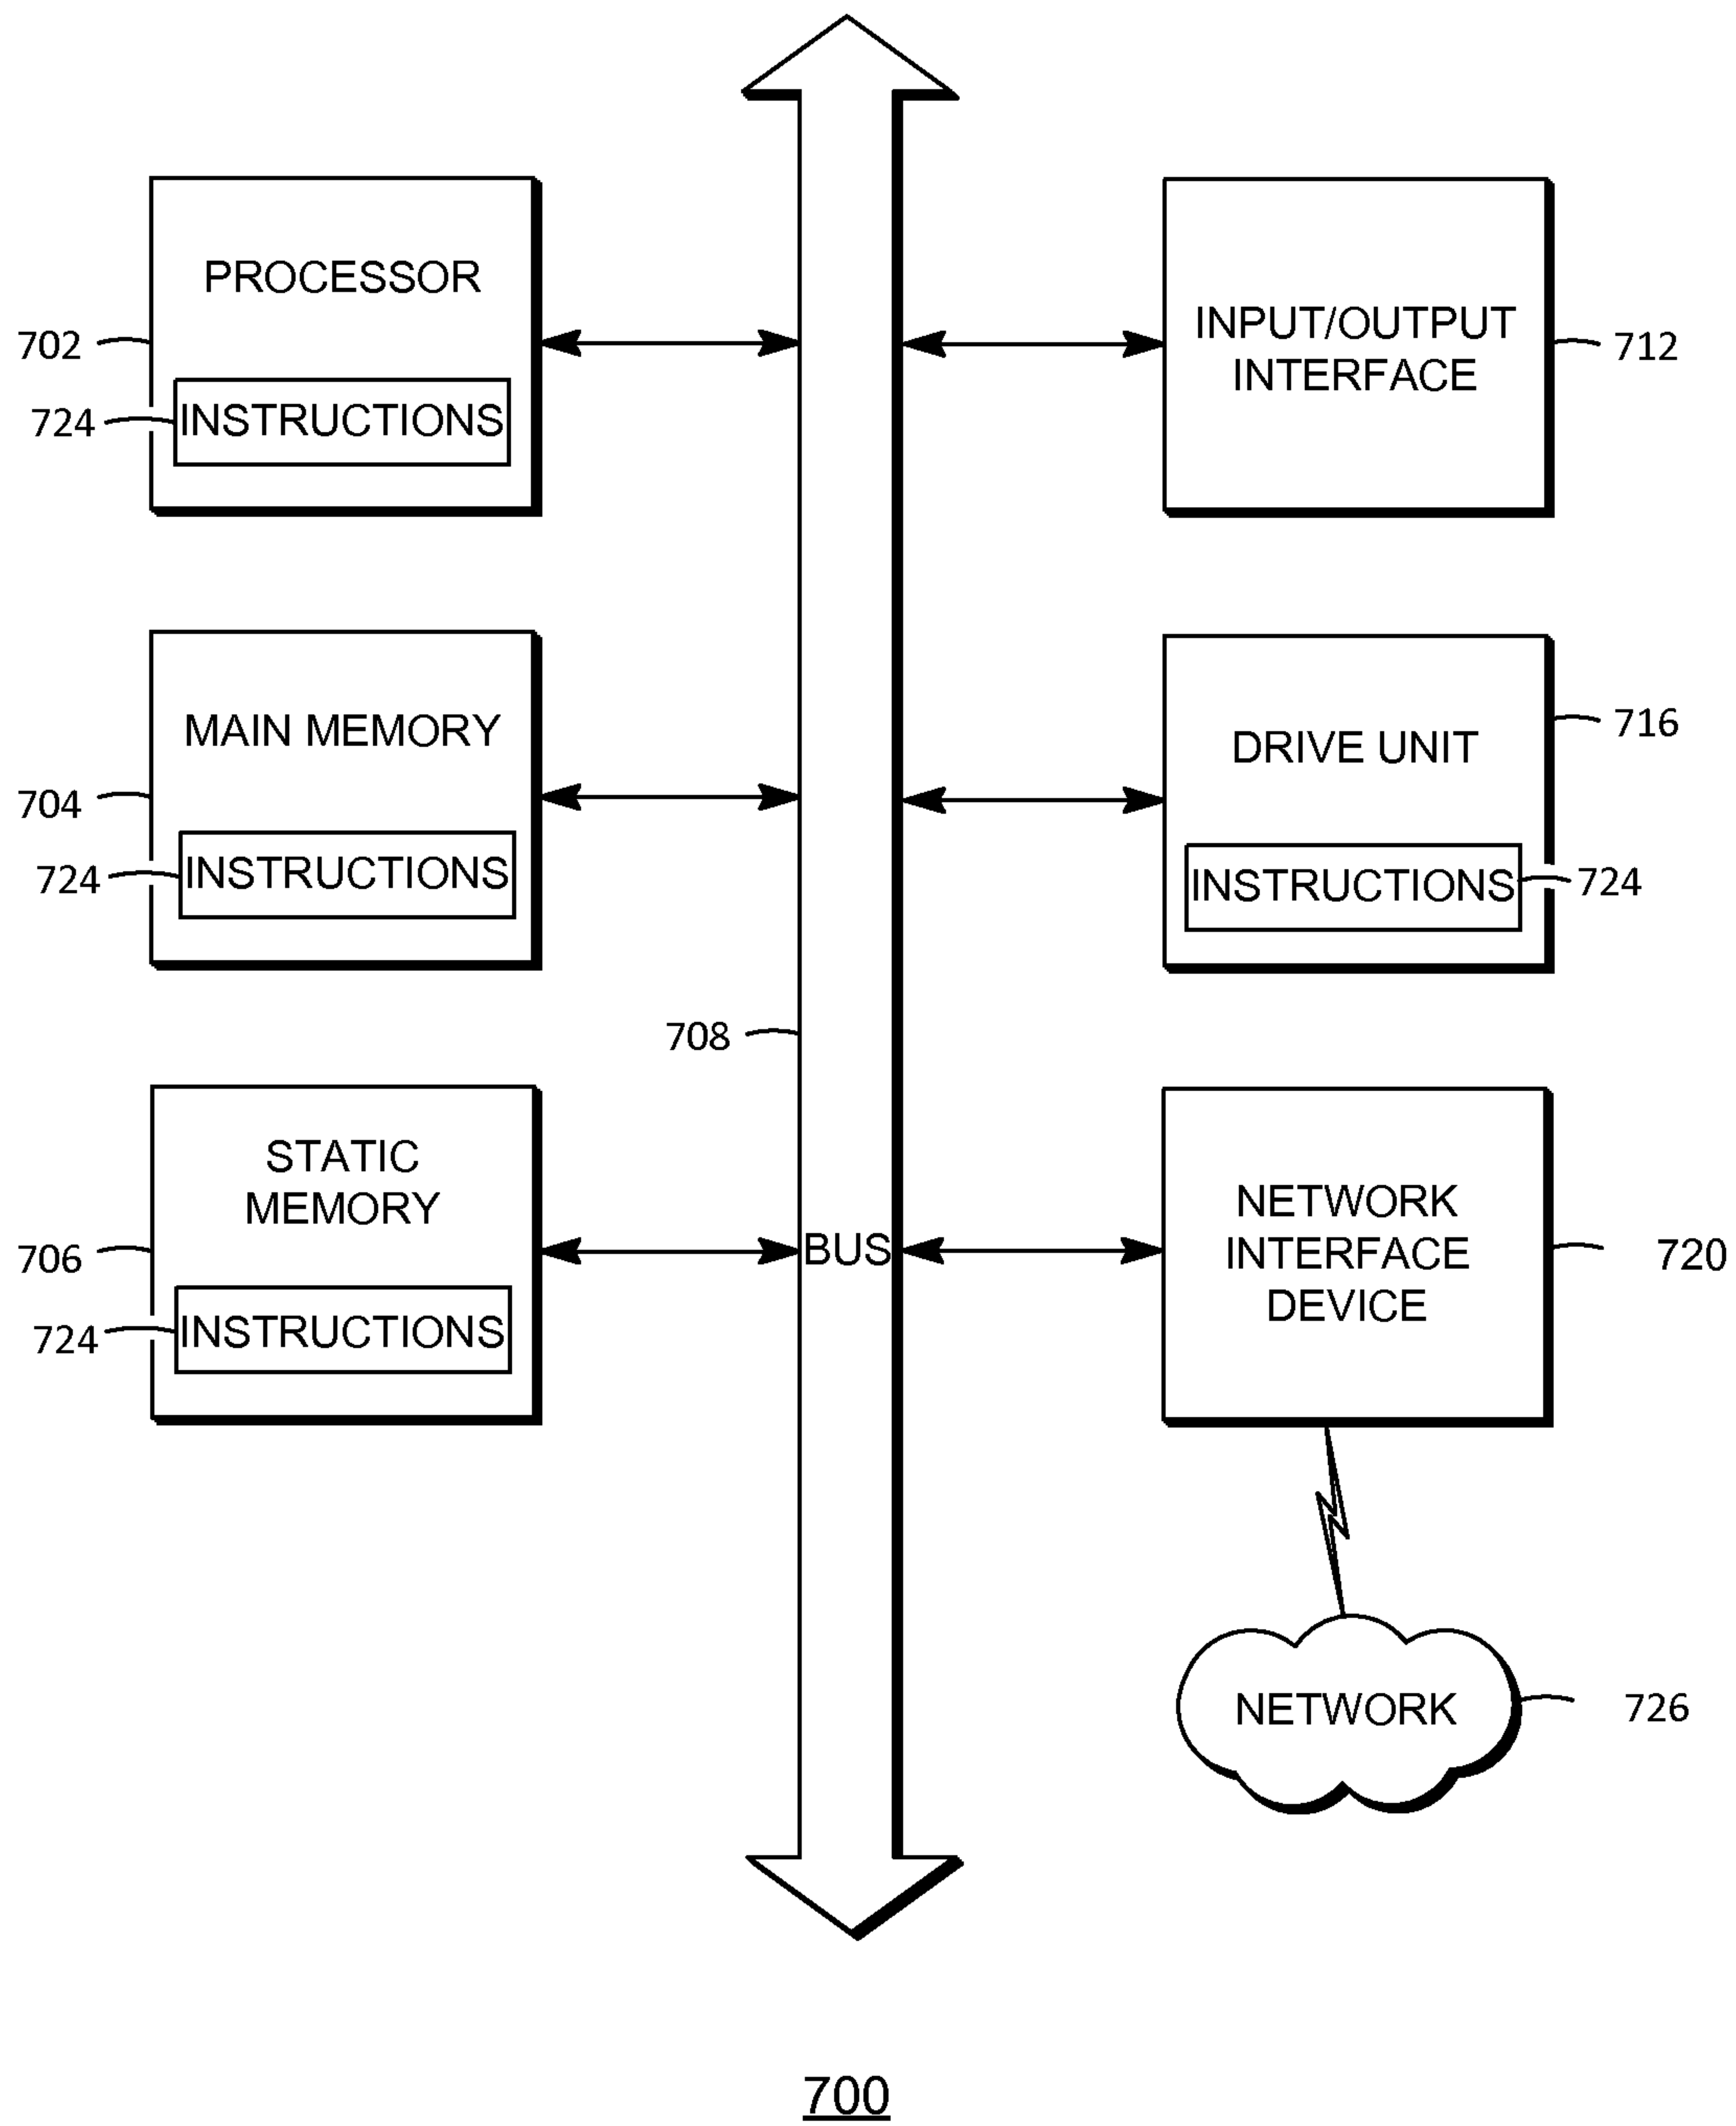 PROCESSOR
702
724
INSTRUCTIONS
INPUT/OUTPUT
INTERFACE
712
MAIN MEMORY
704
724
INSTRUCTIONS
716
DRIVE UNIT
INSTRUCTIONS
724
708
STATIC
MEMORY
706
724
INSTRUCTIONS
BUS
NETWORK
INTERFACE
DEVICE
720
NETWORK
726
700